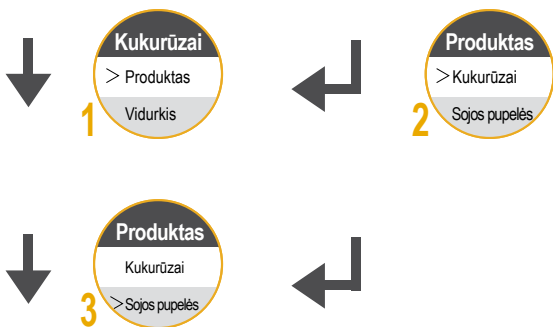 Kukurūzai
> Produktas
Vidurkis
1
Produktas
> Kukurūzai
Sojos pupelės
2
Produktas
Kukurūzai
> Sojos pupelės
3